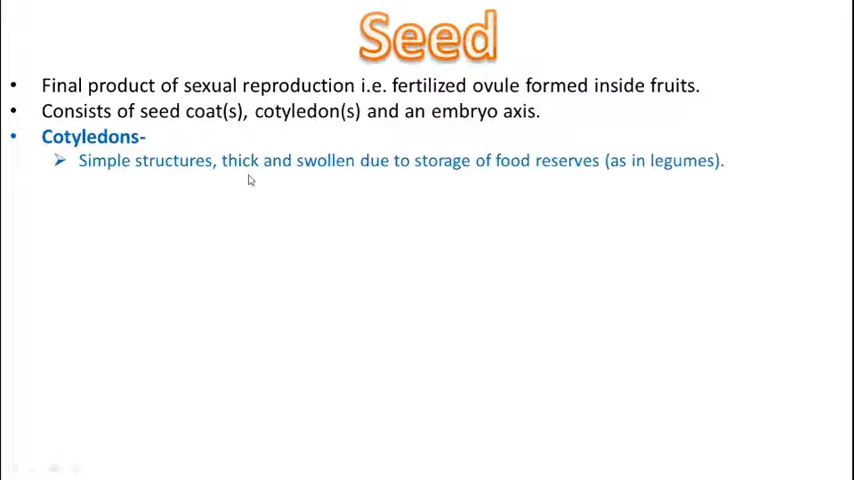 Seed
• Final product of sexual reproduction i.e. fertilized ovule formed inside fruits.
• Consists of seed coat(s), cotyledon(s) and an embryo axis.
• Cotyledons-
➢ Simple structures, thick and swollen due to storage of food reserves (as in legumes).